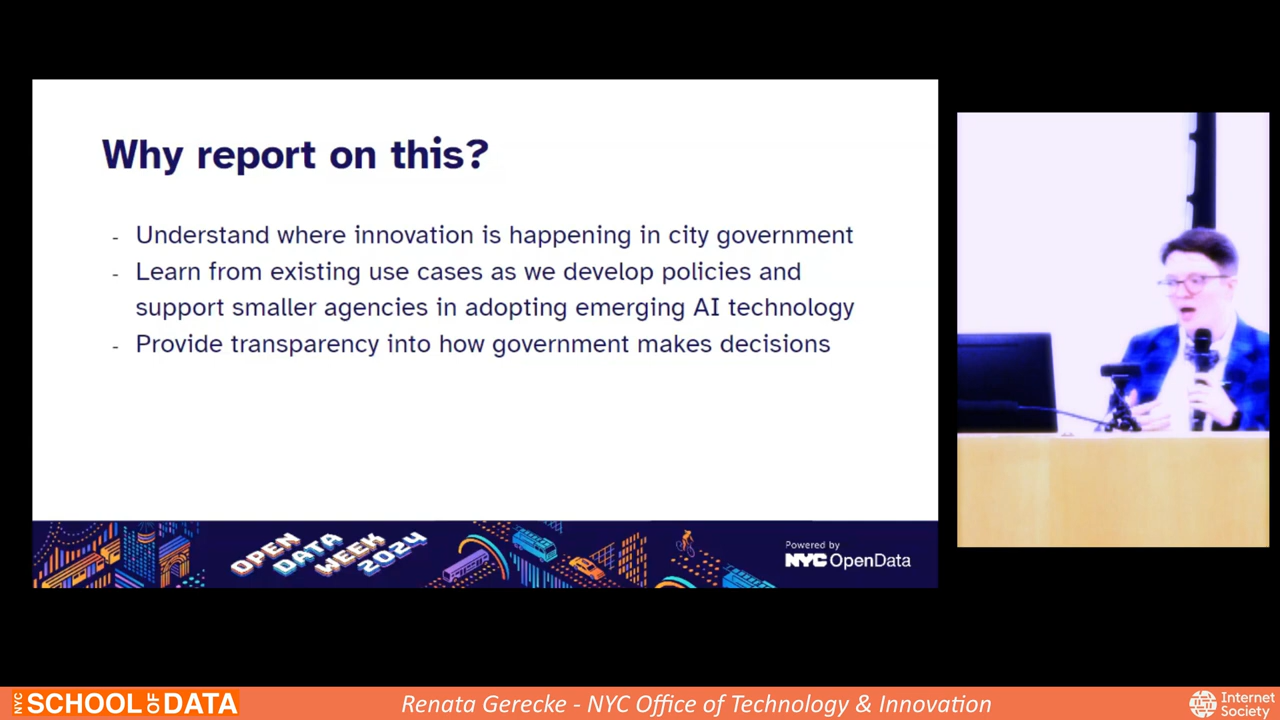 Why report on this?
- Understand where innovation is happening in city government
- Learn from existing use cases as we develop policies and
support smaller agencies in adopting emerging AI technology
- Provide transparency into how government makes decisions
OPEN
DATA
WEEK
2024
Powered by
NYC OpenData
NYC SCHOOL OF DATA
Renata Gerecke - NYC Office of Technology & Innovation
Internet
Society